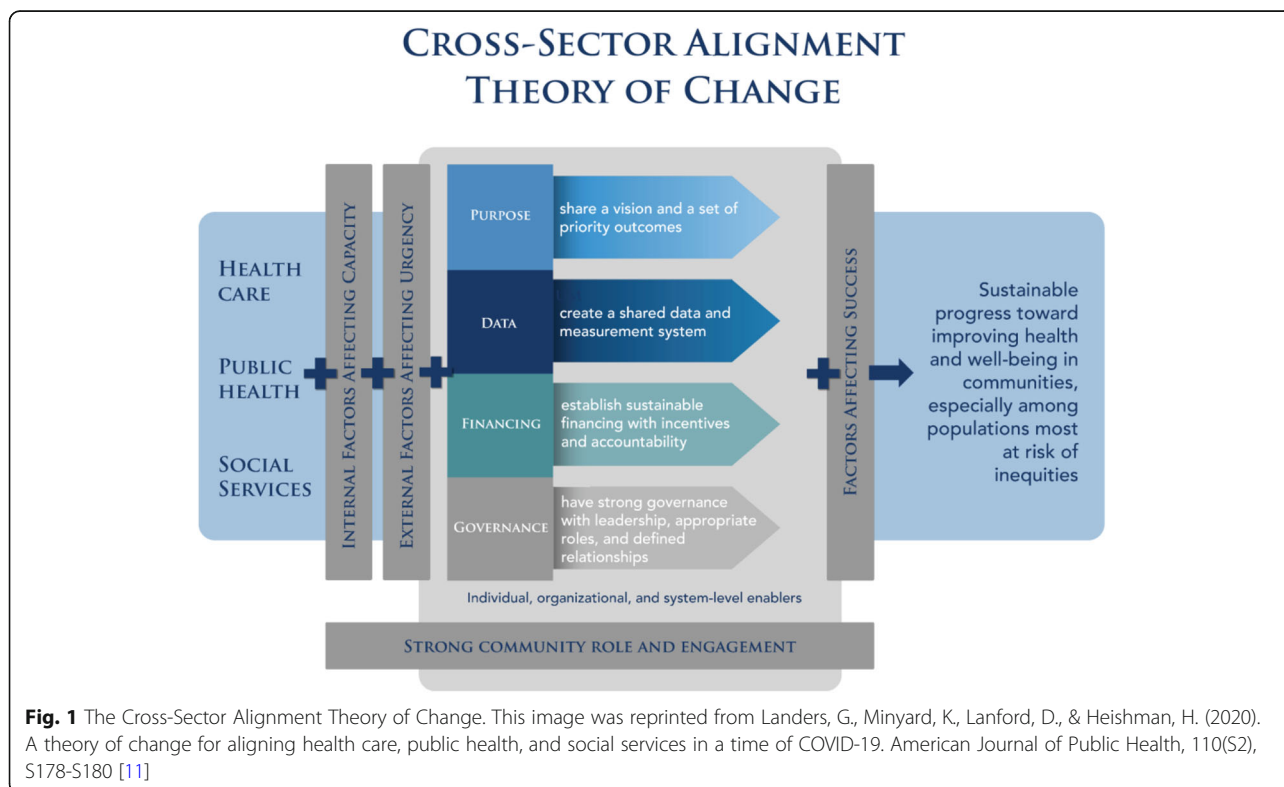 CROSS-SECTOR ALIGNMENT
THEORY OF CHANGE
HEALTH
CARE
PUBLIC
HEALTH
SOCIAL
SERVICES
INTERNAL FACTORS AFFECTING CAPACITY
EXTERNAL FACTORS AFFECTING URGENCY
PURPOSE
share a vision and a set of
priority outcomes
DATA
create a shared data and
measurement system
FINANCING
establish sustainable
financing with incentives
and accountability
GOVERNANCE
have strong governance
with leadership, appropriate
roles, and defined
relationships
Individual, organizational, and system-level enablers
STRONG COMMUNITY ROLE AND ENGAGEMENT
FACTORS AFFECTING SUCCESS
Sustainable
progress toward
improving health
and well-being in
communities,
especially among
populations most
at risk of
inequities
Fig. 1 The Cross-Sector Alignment Theory of Change. This image was reprinted from Landers, G., Minyard, K., Lanford, D., & Heishman, H. (2020).
A theory of change for aligning health care, public health, and social services in a time of COVID-19. American Journal of Public Health, 110(S2),
S178-S180 [11]